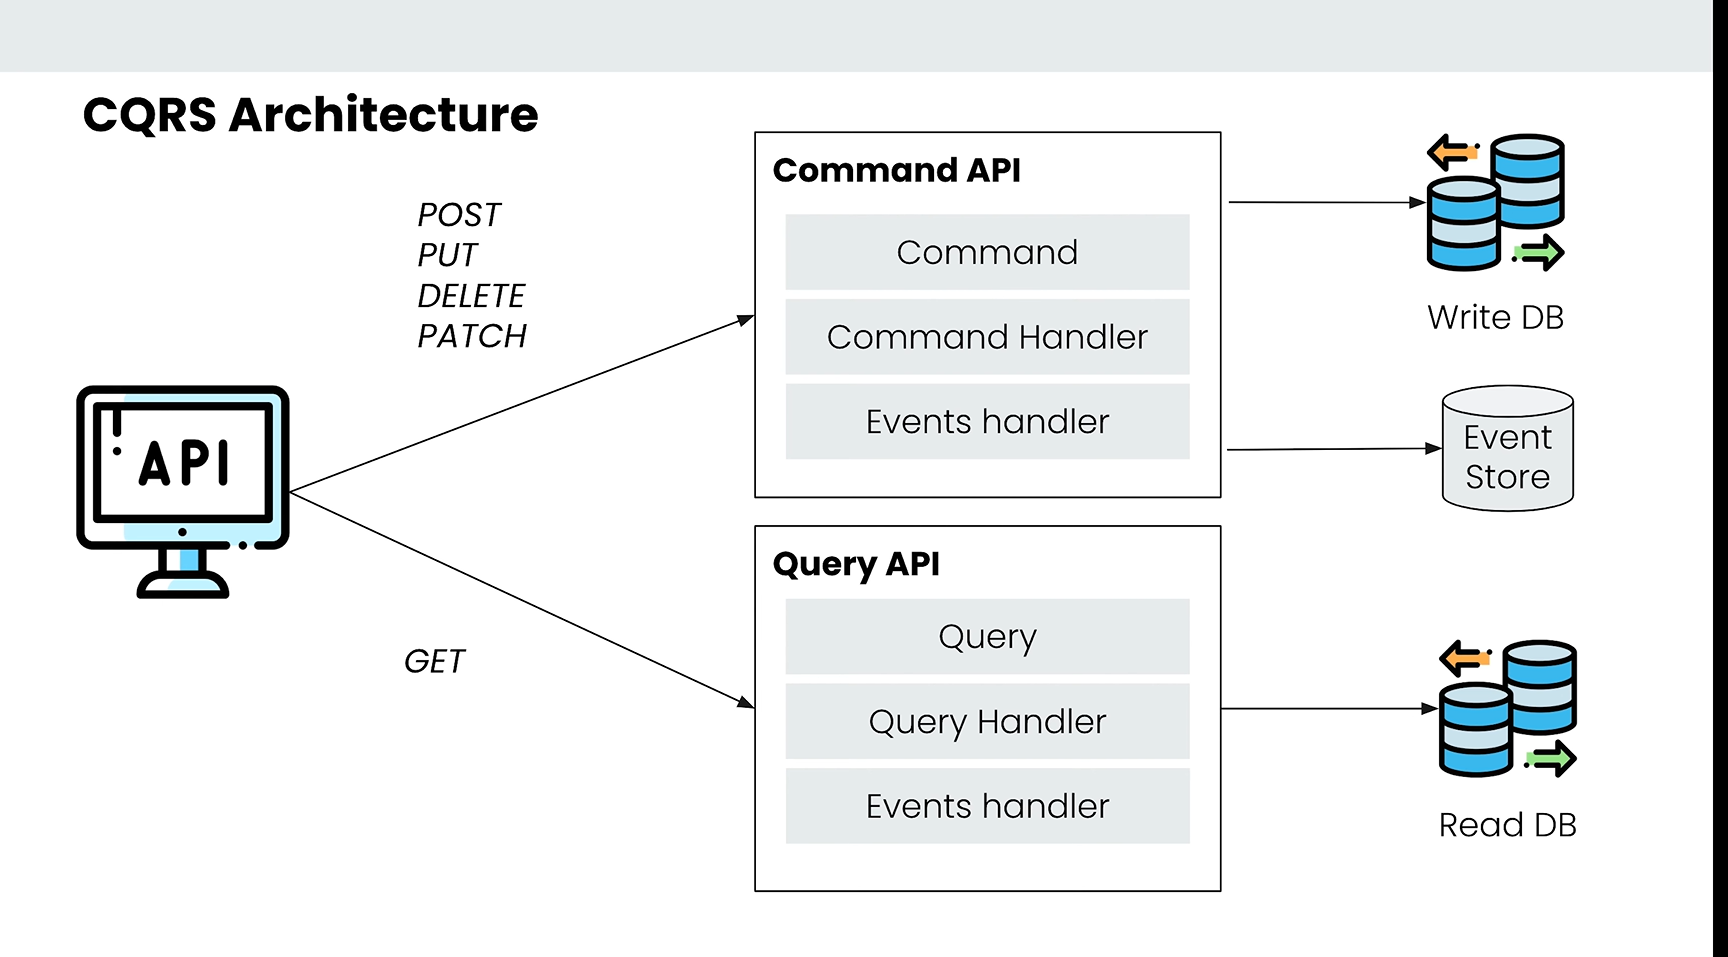 CQRS Architecture
POST
PUT
DELETE
PATCH
API
GET
Command API
Command
Command Handler
Events handler
Query API
Query
Query Handler
Events handler
Write DB
Event
Store
Read DB